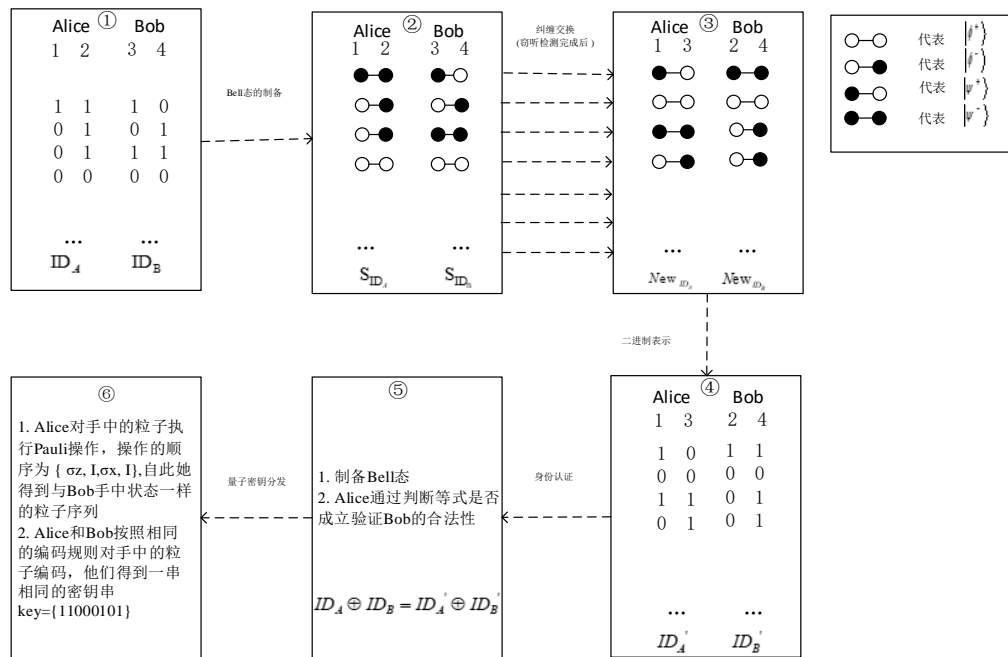 ①
Alice Bob
1 2 3 4
1 1 1 0
0 1 0 1
0 1 1 1
0 0 0 0
... ...
ID_A ID_B
Bell态的制备
②
Alice Bob
1 2 3 4
... ...
S_{ID_A} S_{ID_B}
纠缠交换
(窃听检测完成后)
③
Alice Bob
1 3 2 4
... ...
New_{ID_A} New_{ID_B}
代表 |ϕ⁺⟩
代表 |ϕ⁻⟩
代表 |ψ⁺⟩
代表 |ψ⁻⟩
二进制表示
④
Alice Bob
1 3 2 4
1 0 1 1
0 0 0 0
1 1 0 1
0 1 0 1
... ...
ID_A' ID_B'
身份认证
⑤
1. 制备Bell态
2. Alice通过判断等式是否
成立验证Bob的合法性
ID_A ⊕ ID_B = ID_A' ⊕ ID_B'
量子密钥分发
⑥
1. Alice对手中的粒子执
行Pauli操作，操作的顺
序为 { σz, I,σx, I},自此她
得到与Bob手中状态一样
的粒子序列
2. Alice和Bob按照相同
的编码规则对手中的粒
子编码，他们得到一串
相同的密钥串
key={11000101}